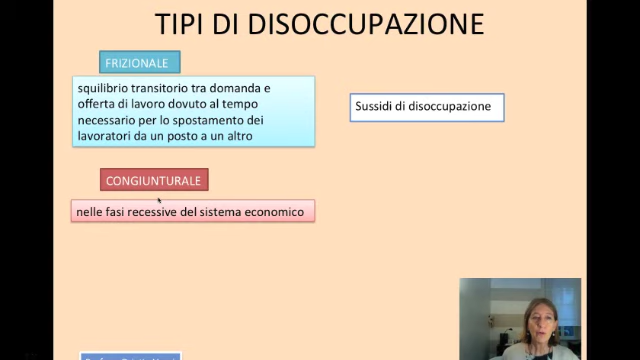 TIPI DI DISOCCUPAZIONE
FRIZIONALE
squilibrio transitorio tra domanda e
offerta di lavoro dovuto al tempo
necessario per lo spostamento dei
lavoratori da un posto a un altro
Sussidi di disoccupazione
CONGIUNTURALE
nelle fasi recessive del sistema economico